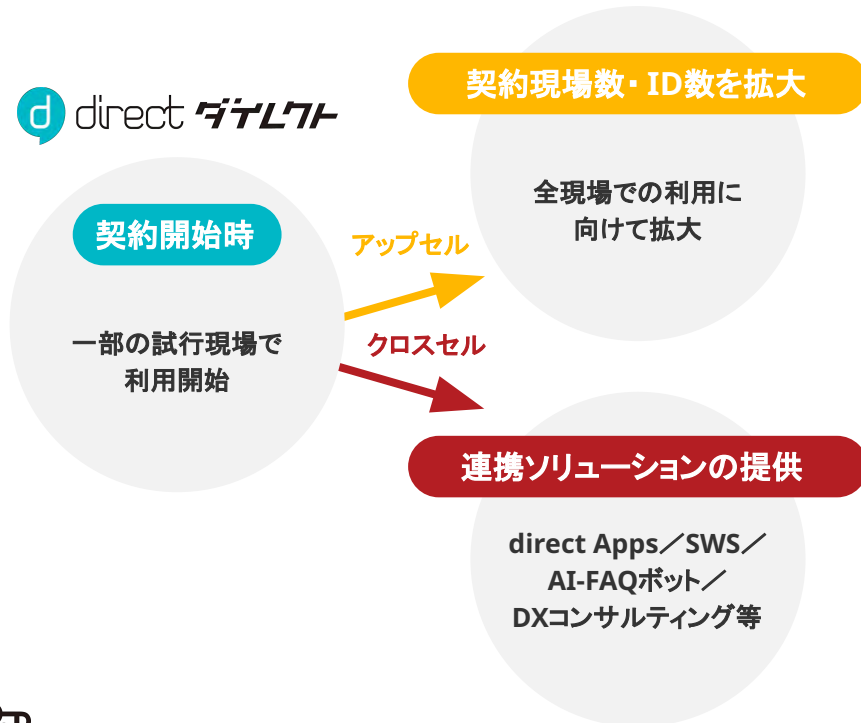 direct ダイレクト
契約開始時
一部の試行現場で
利用開始
アップセル
クロスセル
契約現場数・ID数を拡大
全現場での利用に
向けて拡大
連携ソリューションの提供
direct Apps／SWS／
AI-FAQボット／
DXコンサルティング等